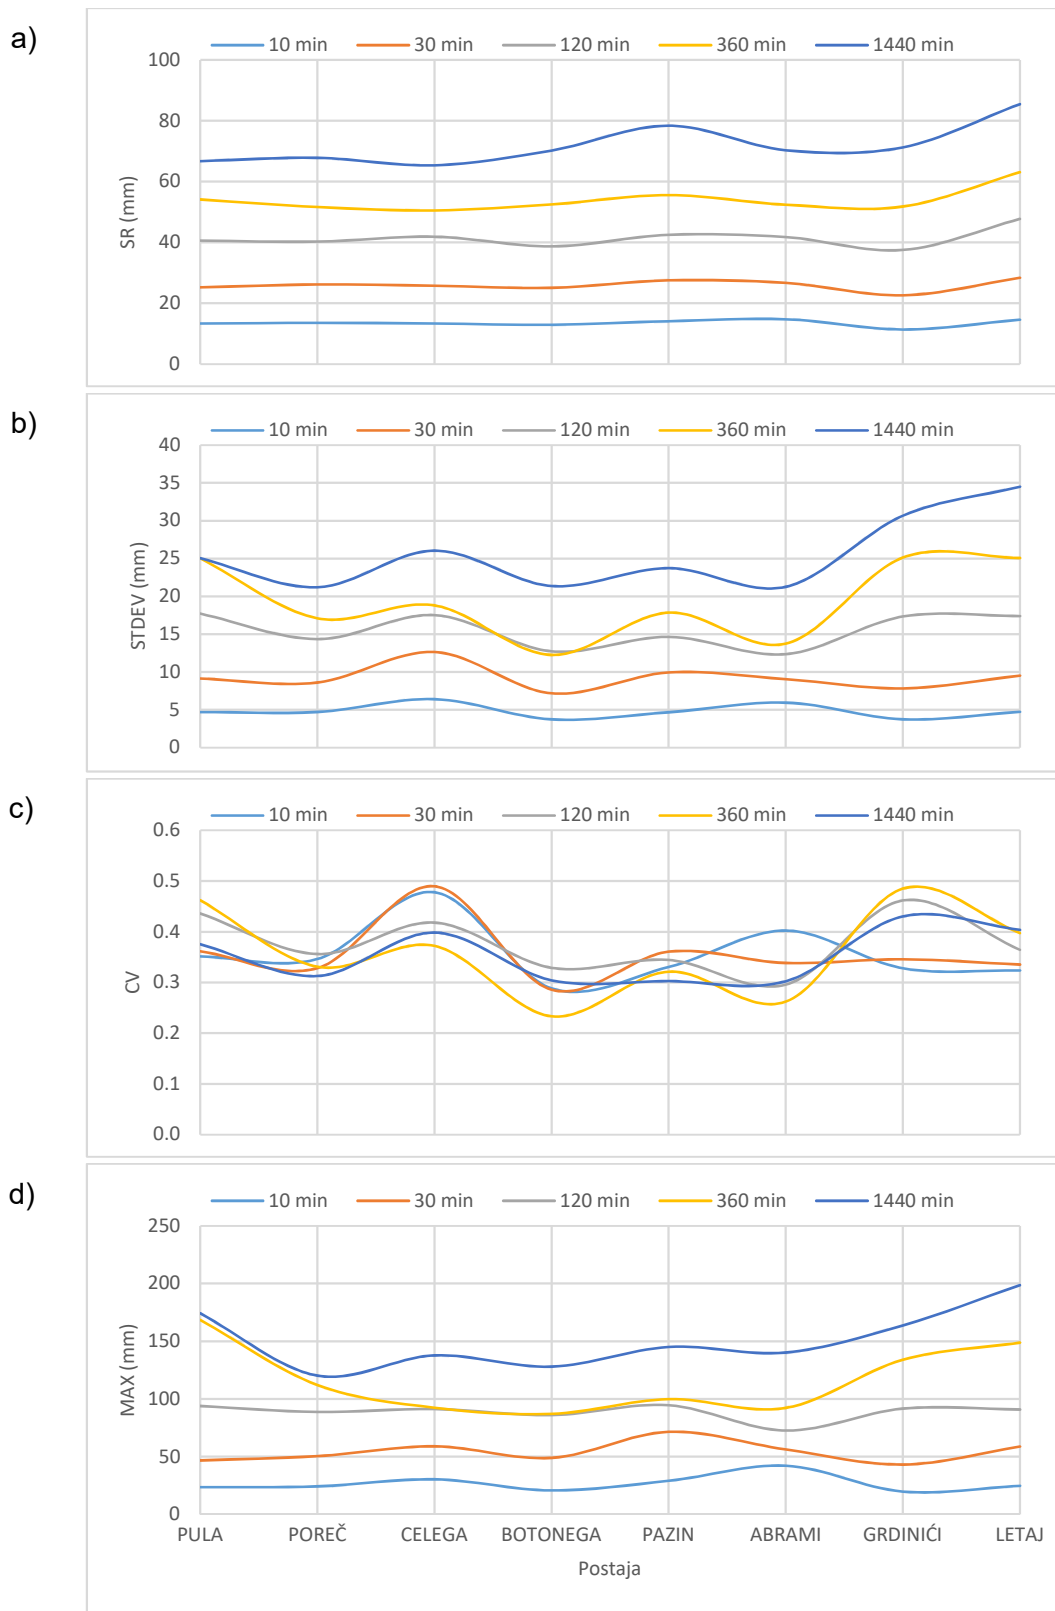 a)
10 min 30 min 120 min 360 min 1440 min
100
80
60
40
20
0
SR (mm)
b)
10 min 30 min 120 min 360 min 1440 min
40
35
30
25
20
15
10
5
0
STDEV (mm)
c)
10 min 30 min 120 min 360 min 1440 min
0.6
0.5
0.4
0.3
0.2
0.1
0.0
CV
d)
10 min 30 min 120 min 360 min 1440 min
250
200
150
100
50
0
MAX (mm)
PULA POREČ CELEGA BOTONEGA PAZIN ABRAMI GRDINIĆI LETAJ
Postaja